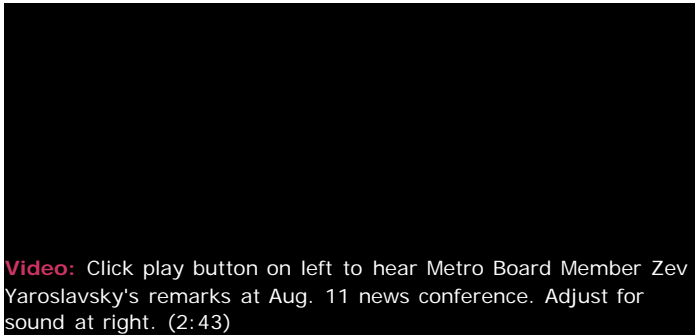 Video: Click play button on left to hear Metro Board Member Zev
Yaroslavsky's remarks at Aug. 11 news conference. Adjust for
sound at right. (2:43)